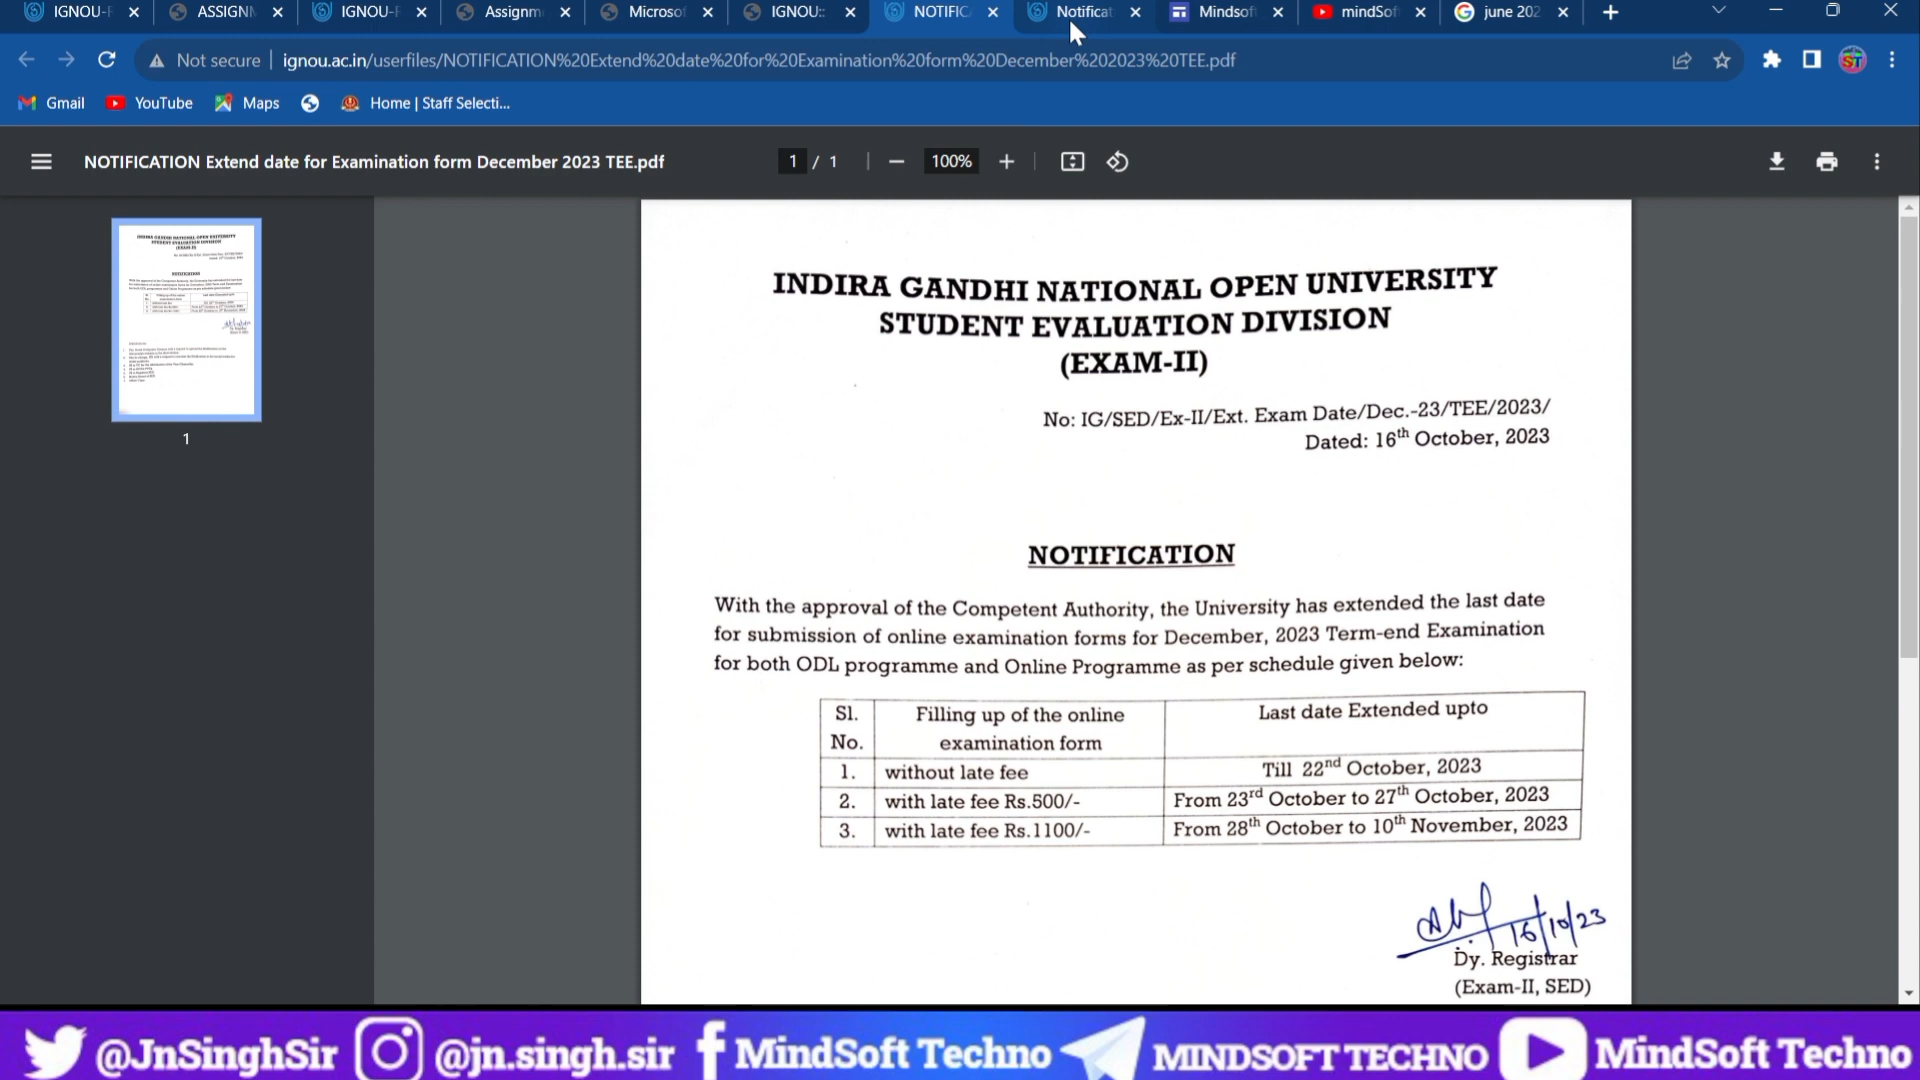 IGNOU-P
ASSIGNM
IGNOU-P
Assignme
Microsof
IGNOU::
NOTIFIC
Notificat
Mindsof
mindSof
june 202
Not secure
ignou.ac.in/userfiles/NOTIFICATION%20Extend%20date%20for%20Examination%20form%20December%202023%20TEE.pdf
Gmail
YouTube
Maps
Home | Staff Selecti...
NOTIFICATION Extend date for Examination form December 2023 TEE.pdf
1 / 1
100%
1
INDIRA GANDHI NATIONAL OPEN UNIVERSITY
STUDENT EVALUATION DIVISION
(EXAM-II)
No: IG/SED/Ex-II/Ext. Exam Date/Dec.-23/TEE/2023/
Dated: 16th October, 2023
NOTIFICATION
With the approval of the Competent Authority, the University has extended the last date
for submission of online examination forms for December, 2023 Term-end Examination
for both ODL programme and Online Programme as per schedule given below:
Sl. No. Filling up of the online examination form Last date Extended upto
1. without late fee Till 22nd October, 2023
2. with late fee Rs.500/- From 23rd October to 27th October, 2023
3. with late fee Rs.1100/- From 28th October to 10th November, 2023
16/10/23
Dy. Registrar
(Exam-II, SED)
@JnSinghSir @jn.singh.sir MindSoft Techno MINDSOFT TECHNO MindSoft Techno